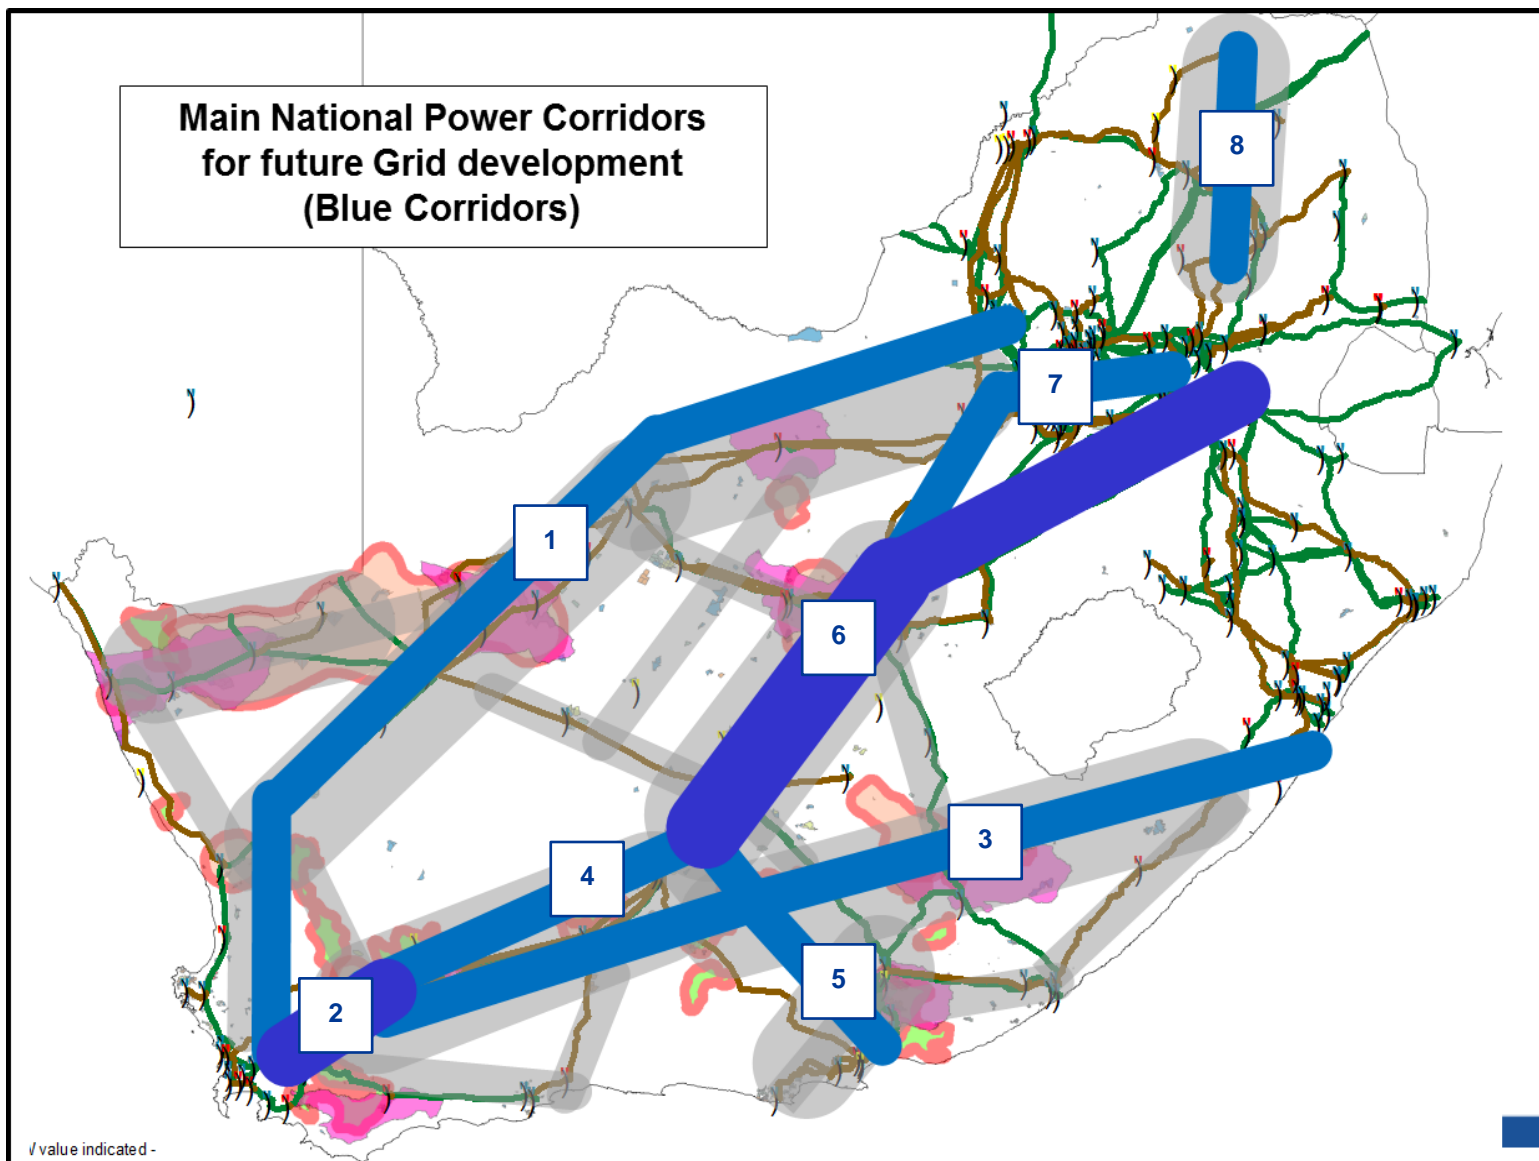 Main National Power Corridors
for future Grid development
(Blue Corridors)
8
7
1
6
3
4
5
2
value indicated -